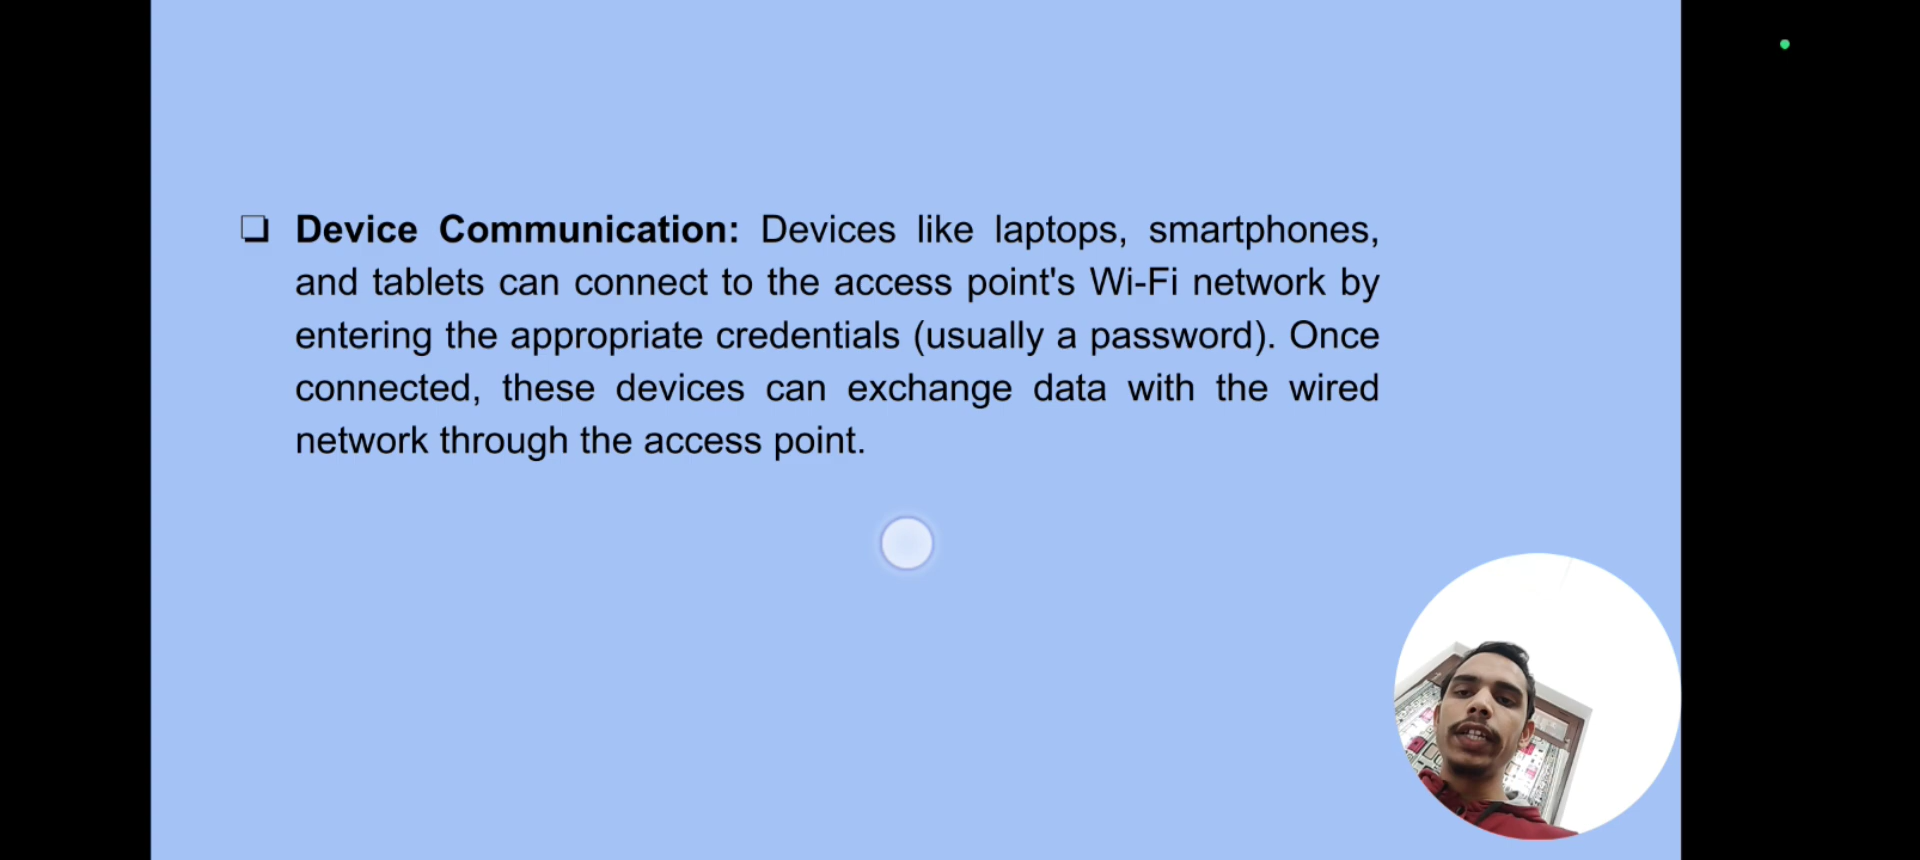 Device Communication: Devices like laptops, smartphones,
and tablets can connect to the access point's Wi-Fi network by
entering the appropriate credentials (usually a password). Once
connected, these devices can exchange data with the wired
network through the access point.